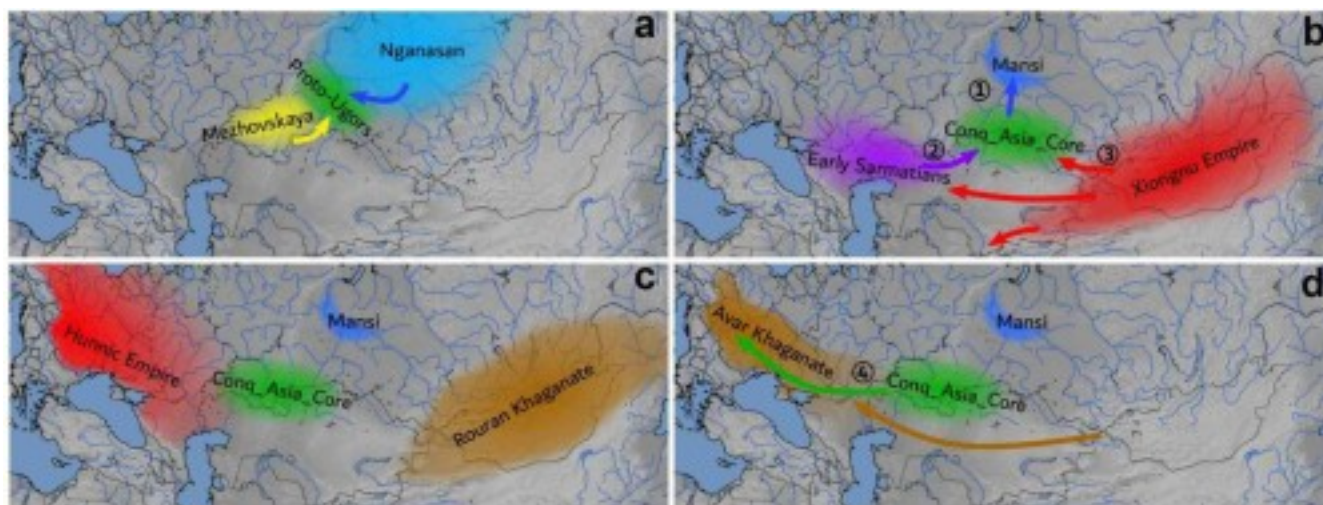 a
Nganasan
Proto-Ugors
Mezhovskaya
b
Mansi
①
Conq_Asia_Core
②
③
Early Sarmatians
Xiongnu Empire
c
Mansi
Hunnic Empire
Conq_Asia_Core
Rouran Khaganate
d
Avar Khaganate
Mansi
④
Conq_Asia_Core